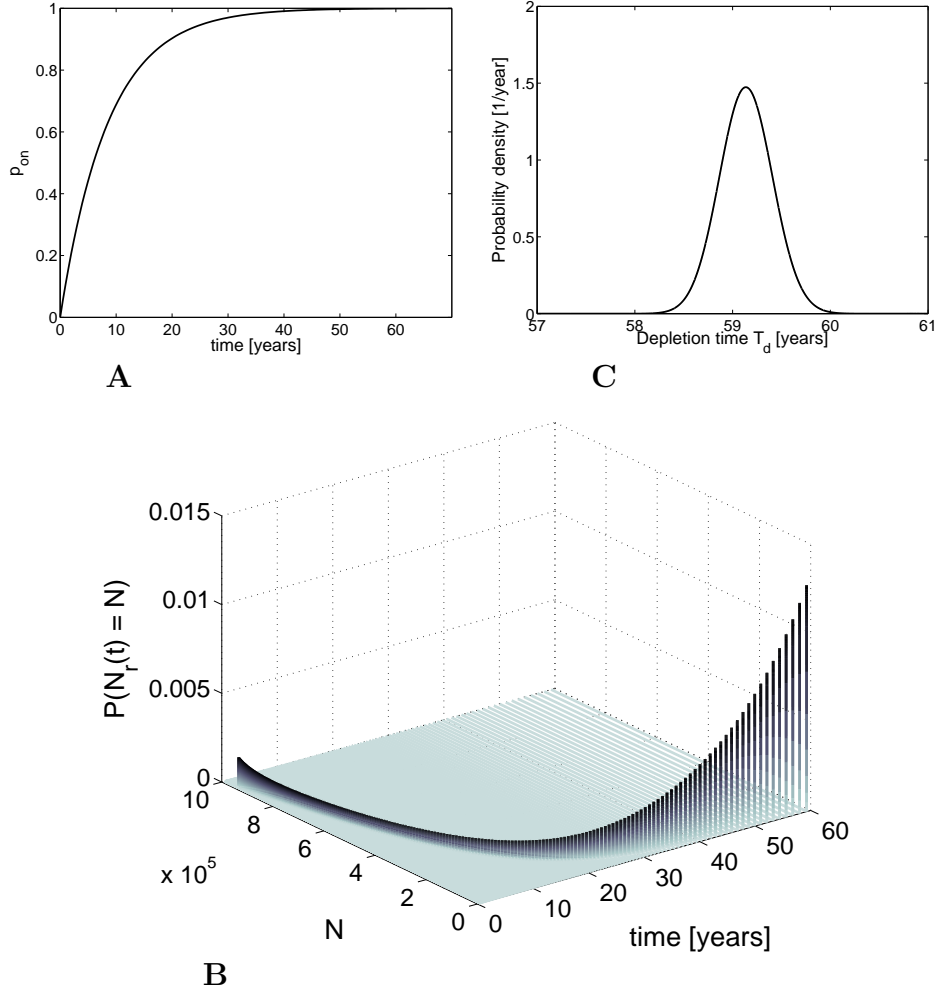 1
0.8
0.6
0.4
0.2
0
p_on
0 10 20 30 40 50 60
time [years]
A
2
1.5
1
0.5
0
Probability density [1/year]
57 58 59 60 61
Depletion time T_d [years]
C
0.015
0.01
0.005
0
P(N_r(t) = N)
10 8 6 4 2 0
x 10^5
N
0 10 20 30 40 50 60
time [years]
B